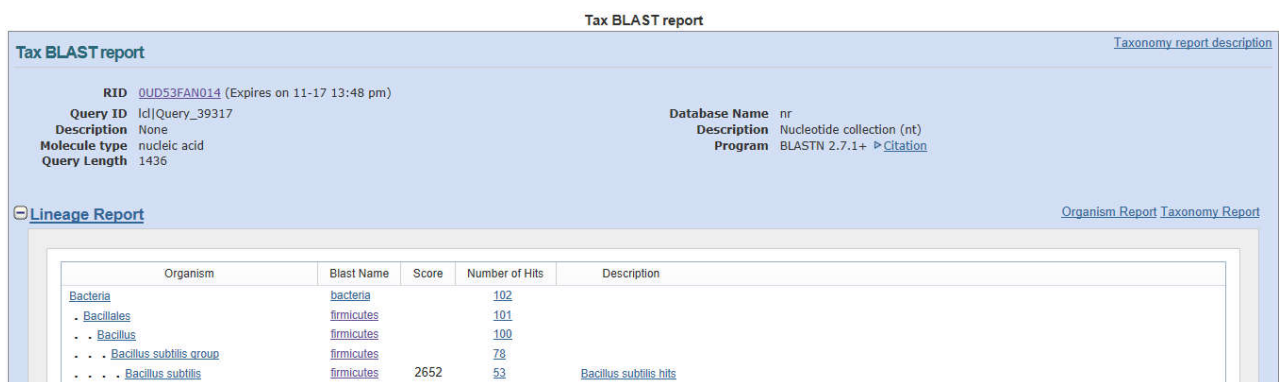 Tax BLAST report
Tax BLAST report
Taxonomy report description
RID 0UD53FAN014 (Expires on 11-17 13:48 pm)
Query ID lcl|Query_39317
Description None
Molecule type nucleic acid
Query Length 1436
Database Name nr
Description Nucleotide collection (nt)
Program BLASTN 2.7.1+ Citation
Lineage Report
Organism Report Taxonomy Report
Organism Blast Name Score Number of Hits Description
Bacteria bacteria 102
. Bacillales firmicutes 101
. . Bacillus firmicutes 100
. . . Bacillus subtilis group firmicutes 78
. . . . Bacillus subtilis firmicutes 2652 53 Bacillus subtilis hits